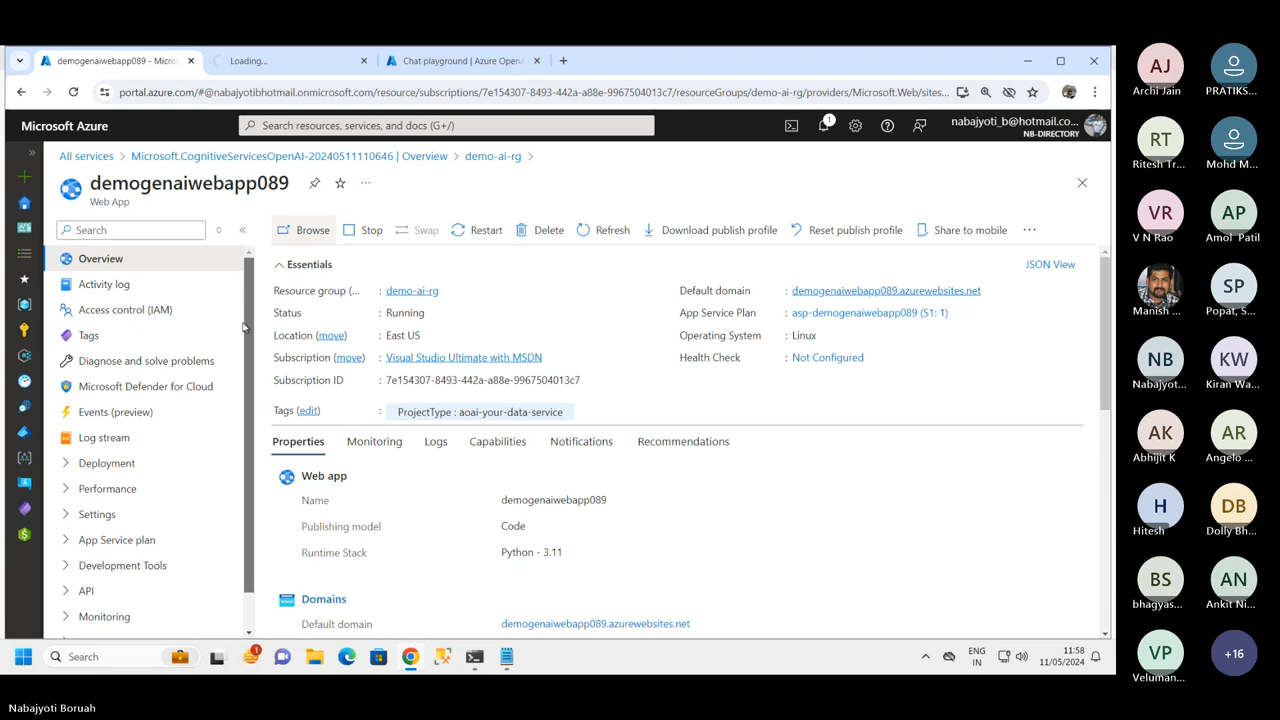 demogenaiwebapp089 - Micros
Loading...
Chat playground | Azure OpenA
portal.azure.com/#@nabajyotibhotmail.onmicrosoft.com/resource/subscriptions/7e154307-8493-442a-a88e-9967504013c7/resourceGroups/demo-ai-rg/providers/Microsoft.Web/sites...
Microsoft Azure
Search resources, services, and docs (G+/)
1
nabajyoti_b@hotmail.co...
NB-DIRECTORY
All services > Microsoft.CognitiveServicesOpenAI-20240511110646 | Overview > demo-ai-rg >
demogenaiwebapp089
Web App
Search
Browse Stop Swap Restart Delete Refresh Download publish profile Reset publish profile Share to mobile
Overview
Activity log
Access control (IAM)
Tags
Diagnose and solve problems
Microsoft Defender for Cloud
Events (preview)
Log stream
Deployment
Performance
Settings
App Service plan
Development Tools
API
Monitoring
Essentials
JSON View
Resource group (... : demo-ai-rg
Status : Running
Location (move) : East US
Subscription (move) : Visual Studio Ultimate with MSDN
Subscription ID : 7e154307-8493-442a-a88e-9967504013c7
Tags (edit) : ProjectType : aoai-your-data-service
Default domain : demogenaiwebapp089.azurewebsites.net
App Service Plan : asp-demogenaiwebapp089 (S1: 1)
Operating System : Linux
Health Check : Not Configured
Properties Monitoring Logs Capabilities Notifications Recommendations
Web app
Name demogenaiwebapp089
Publishing model Code
Runtime Stack Python - 3.11
Domains
Default domain demogenaiwebapp089.azurewebsites.net
Search
1
ENG
IN
11:58
11/05/2024
Nabajyoti Boruah
AJ
Archi Jain
PRATIKS...
RT
Ritesh Tr...
Mohd M...
VR
V N Rao
AP
Amol Patil
Manish ...
SP
Popat, S...
NB
Nabajyot...
KW
Kiran Wa...
AK
Abhijit K
AR
Angelo ...
H
Hitesh
DB
Dolly Bh...
BS
bhagyas...
AN
Ankit Ni...
VP
Veluman...
+16